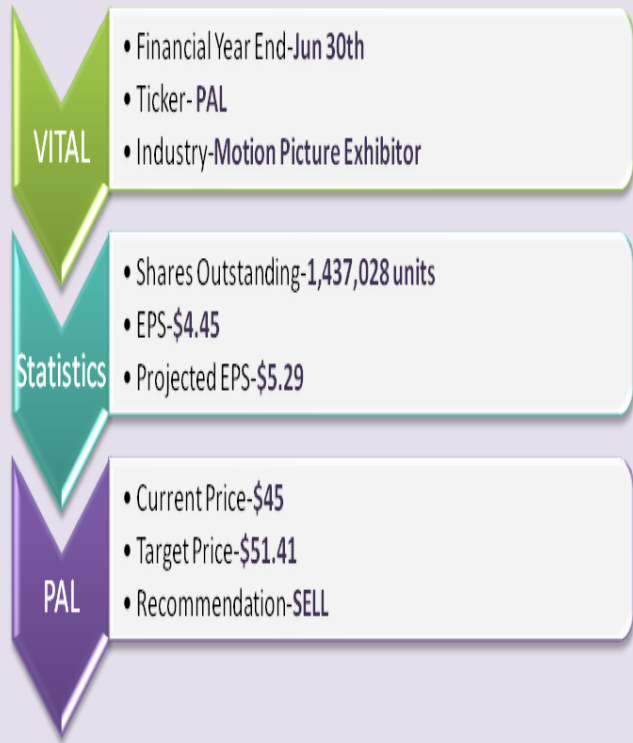 VITAL
• Financial Year End-Jun 30th
• Ticker- PAL
• Industry-Motion Picture Exhibitor
Statistics
• Shares Outstanding-1,437,028 units
• EPS-$4.45
• Projected EPS-$5.29
PAL
• Current Price-$45
• Target Price-$51.41
• Recommendation-SELL